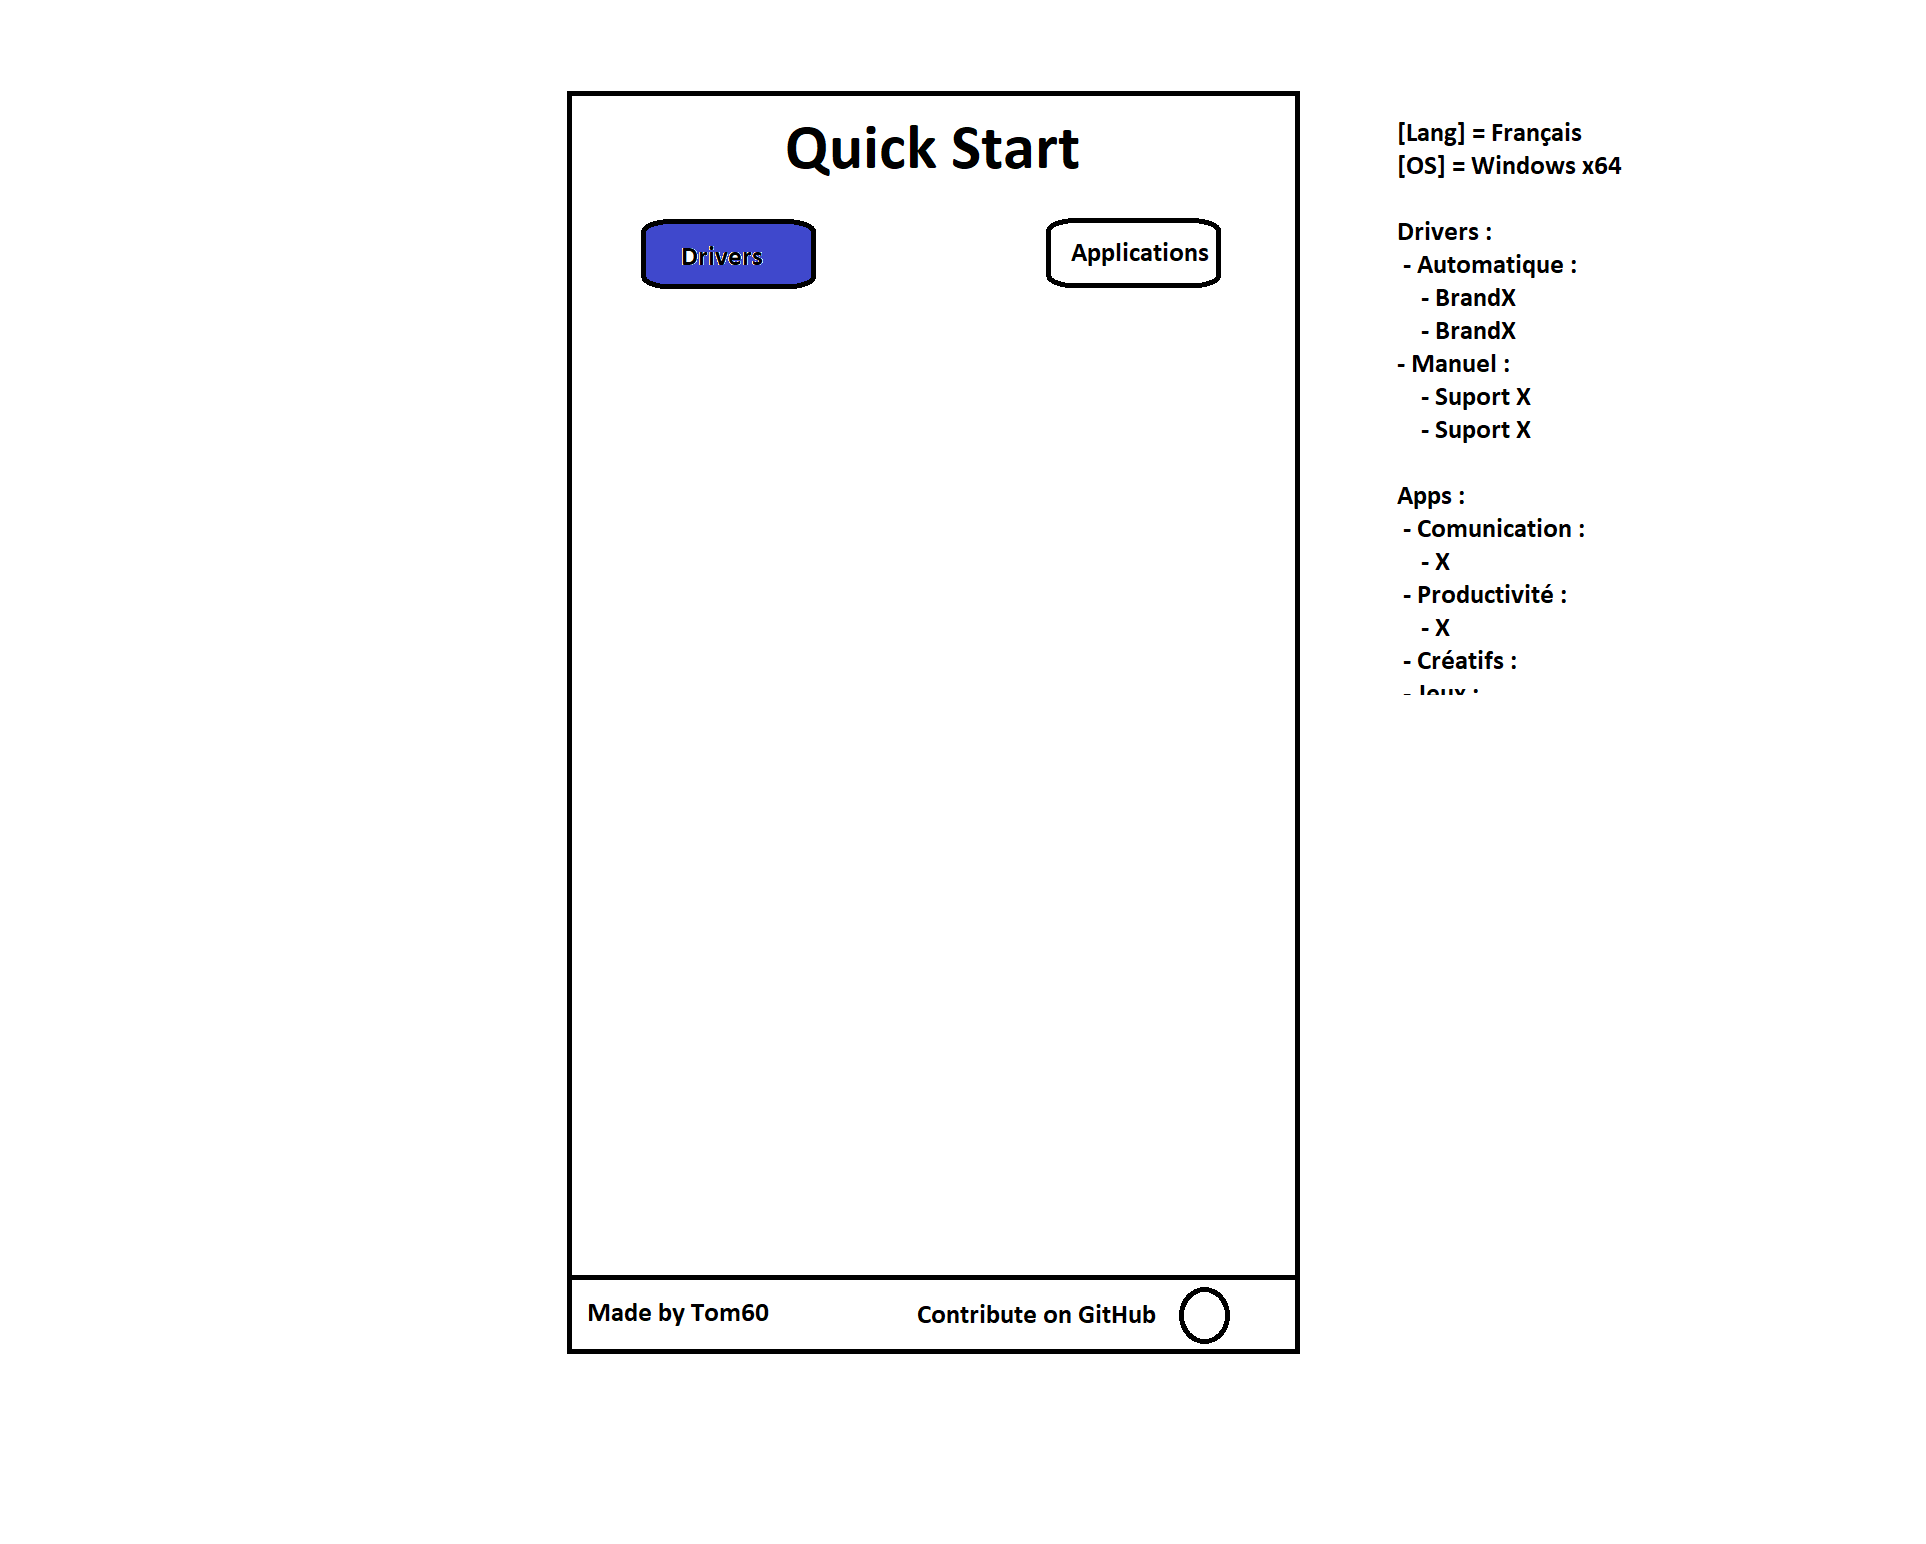 Quick Start
Drivers
Applications
Made by Tom60
Contribute on GitHub
[Lang] = Français
[OS] = Windows x64
Drivers :
- Automatique :
- BrandX
- BrandX
- Manuel :
- Suport X
- Suport X
Apps :
- Comunication :
- X
- Productivité :
- X
- Créatifs :
- Jeux :